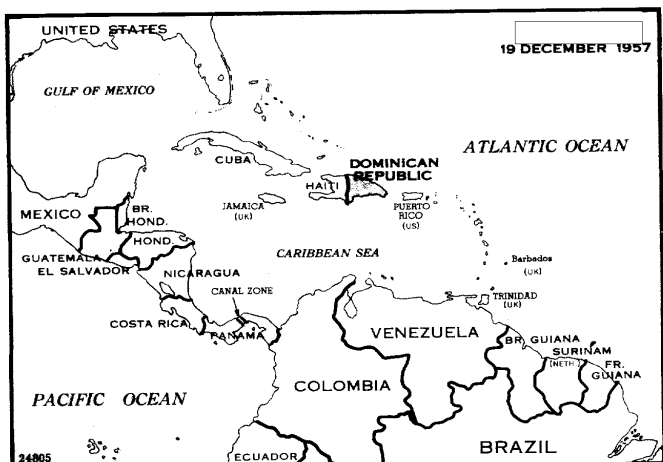 UNITED STATES
19 DECEMBER 1957
GULF OF MEXICO
ATLANTIC OCEAN
CUBA
DOMINICAN
REPUBLIC
HAITI
MEXICO
BR.
HOND.
JAMAICA
(UK)
PUERTO
RICO
(US)
HOND.
GUATEMALA
EL SALVADOR
CARIBBEAN SEA
Barbados
(UK)
NICARAGUA
CANAL ZONE
TRINIDAD
(UK)
COSTA RICA
PANAMA
VENEZUELA
BR. GUIANA
SURINAM
(NETH.)
FR.
GUIANA
COLOMBIA
PACIFIC OCEAN
BRAZIL
ECUADOR
24805